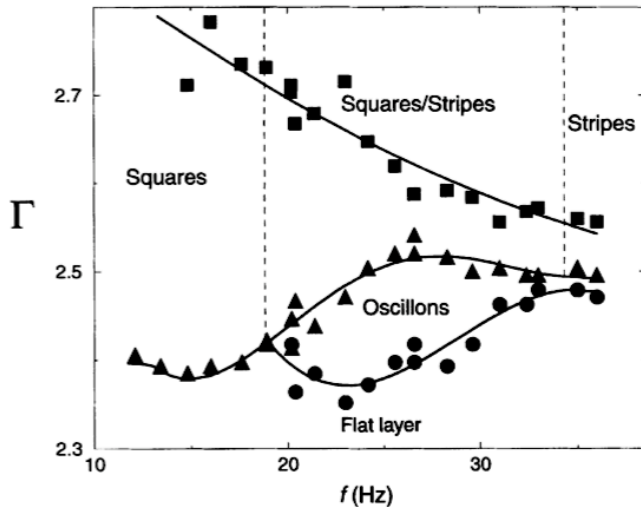 2.7
Squares/Stripes
Stripes
Squares
Γ
2.5
Oscillons
Flat layer
2.3
10
20
30
f (Hz)